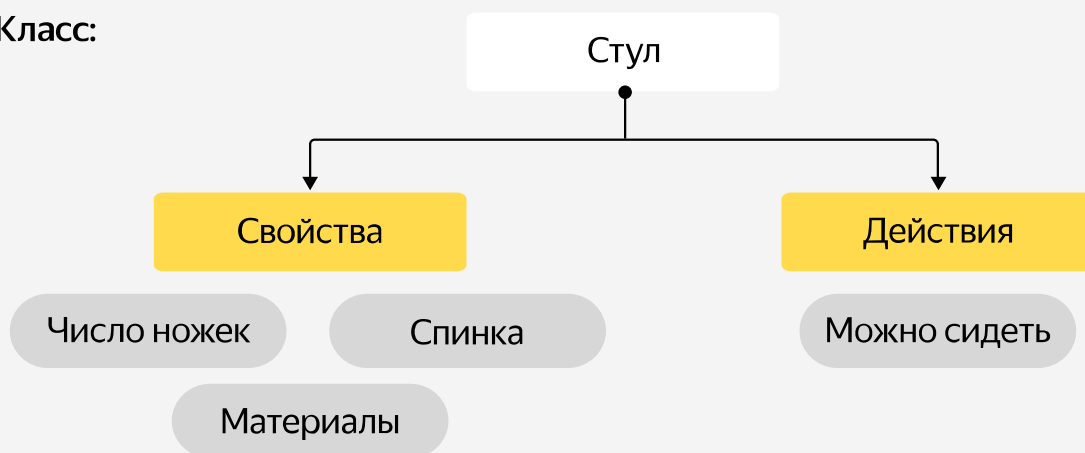 Класс:
Стул
Свойства
Действия
Число ножек
Спинка
Можно сидеть
Материалы